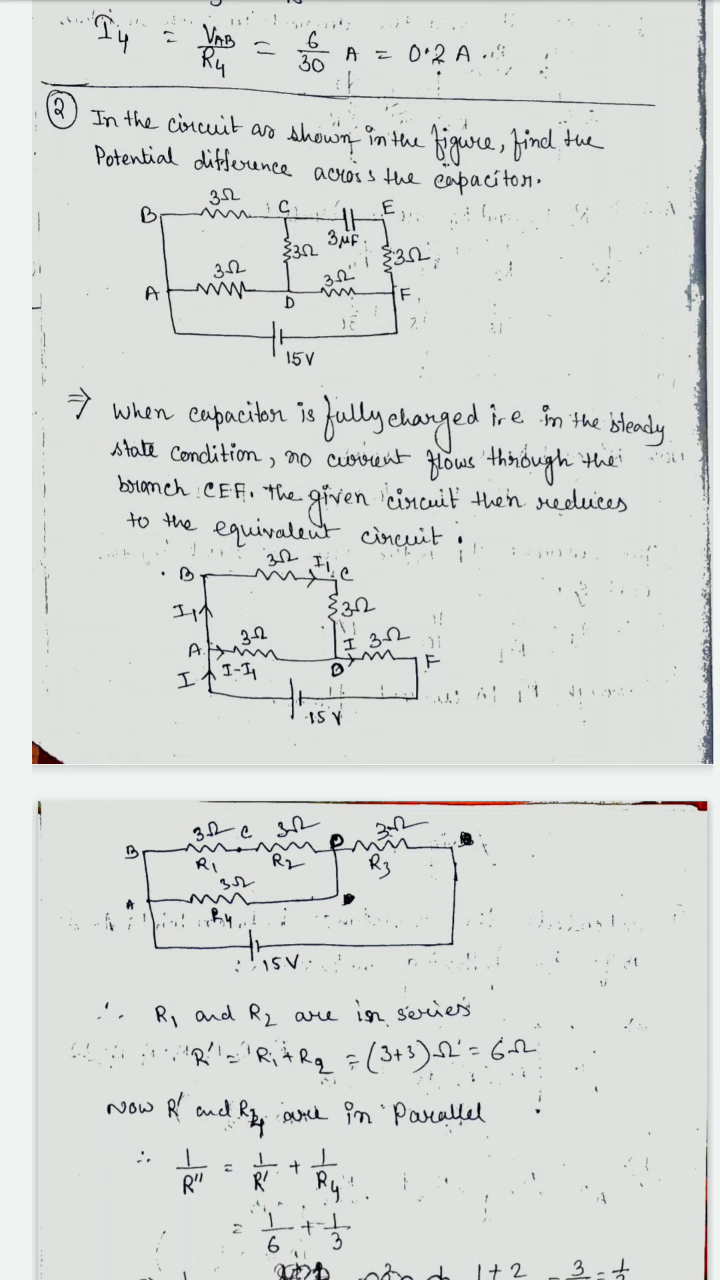 I4 = VAB/R4 = 6/30 A = 0.2 A.
② In the circuit as shown in the figure, find the
Potential difference across the capacitor.
3Ω
B C E
3μF
3Ω 3Ω
3Ω 3Ω
A D F
15V
⇒ When capacitor is fully charged i.e in the steady
state condition, no current flows through the
branch CEF. The given circuit then reduces
to the equivalent circuit.
3Ω I1
B C
I1 3Ω
3Ω I 3Ω
A D F
I I-I1
15V
3Ω C 3Ω D 3Ω
B R1 R2 R3
3Ω
A
R4
15V
∴ R1 and R2 are in series
R' = R1 + R2 = (3+3)Ω = 6Ω
Now R' and R4 are in Parallel
∴ 1/R'' = 1/R' + 1/R4
= 1/6 + 1/3
1+2 = 3 = 1